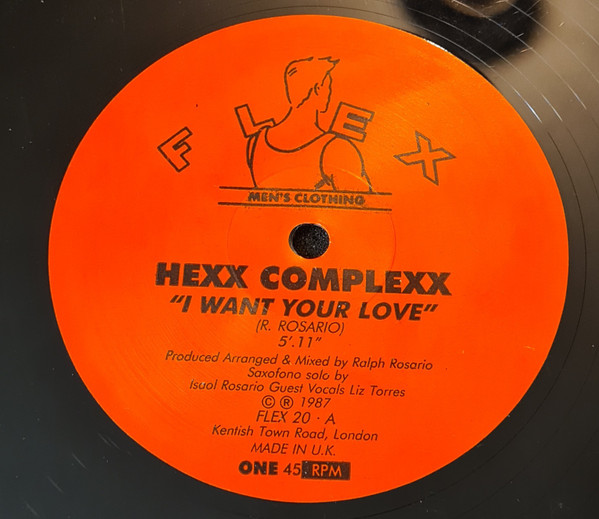 FLEX
MEN'S CLOTHING
HEXX COMPLEXX
"I WANT YOUR LOVE"
(R. ROSARIO)
5'.11"
Produced Arranged & Mixed by Ralph Rosario
Saxofono solo by
Isuol Rosario Guest Vocals Liz Torres
© ℗ 1987
FLEX 20 · A
Kentish Town Road, London
MADE IN U.K.
ONE 45 RPM